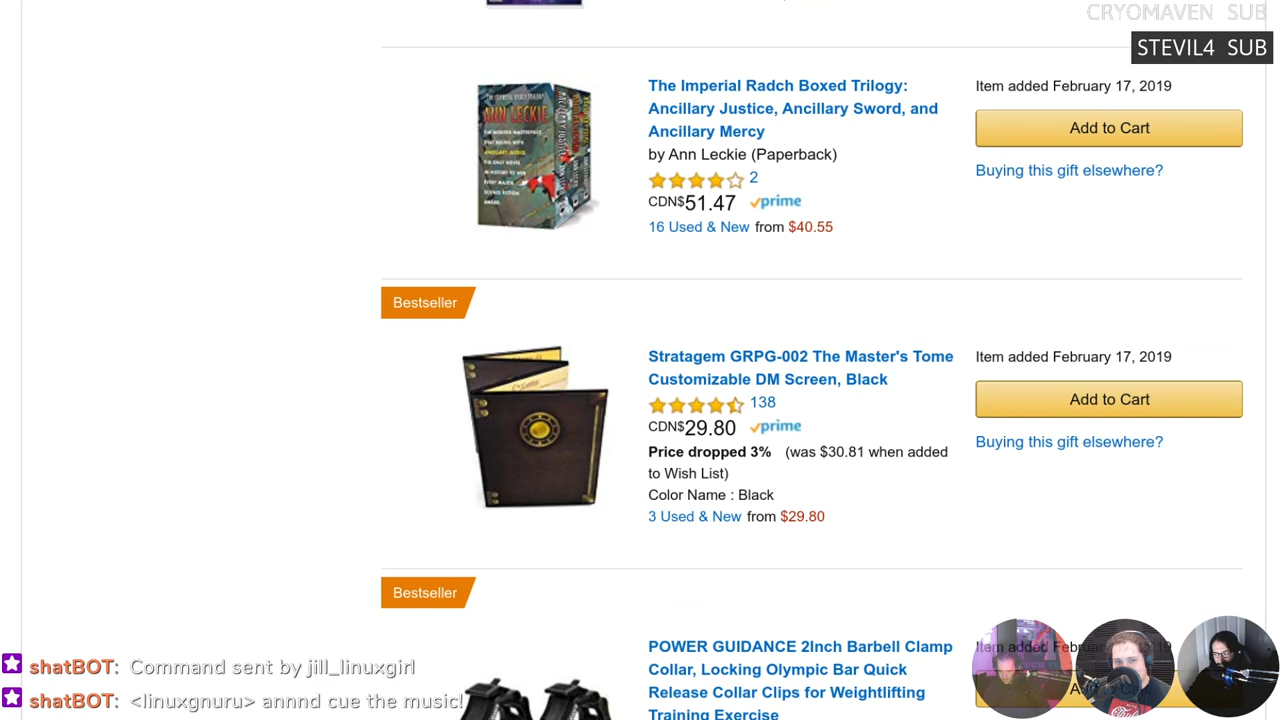 CRYOMAVEN SUB
STEVIL4 SUB
The Imperial Radch Boxed Trilogy:
Ancillary Justice, Ancillary Sword, and
Ancillary Mercy
by Ann Leckie (Paperback)
2
CDN$51.47 prime
16 Used & New from $40.55
Item added February 17, 2019
Add to Cart
Buying this gift elsewhere?
ANN LECKIE
Bestseller
Stratagem GRPG-002 The Master's Tome
Customizable DM Screen, Black
138
CDN$29.80 prime
Price dropped 3% (was $30.81 when added
to Wish List)
Color Name : Black
3 Used & New from $29.80
Item added February 17, 2019
Add to Cart
Buying this gift elsewhere?
Bestseller
POWER GUIDANCE 2Inch Barbell Clamp
Collar, Locking Olympic Bar Quick
Release Collar Clips for Weightlifting
Training Exercise
shatBOT: Command sent by jill_linuxgirl
shatBOT: <linuxgnuru> annnd cue the music!